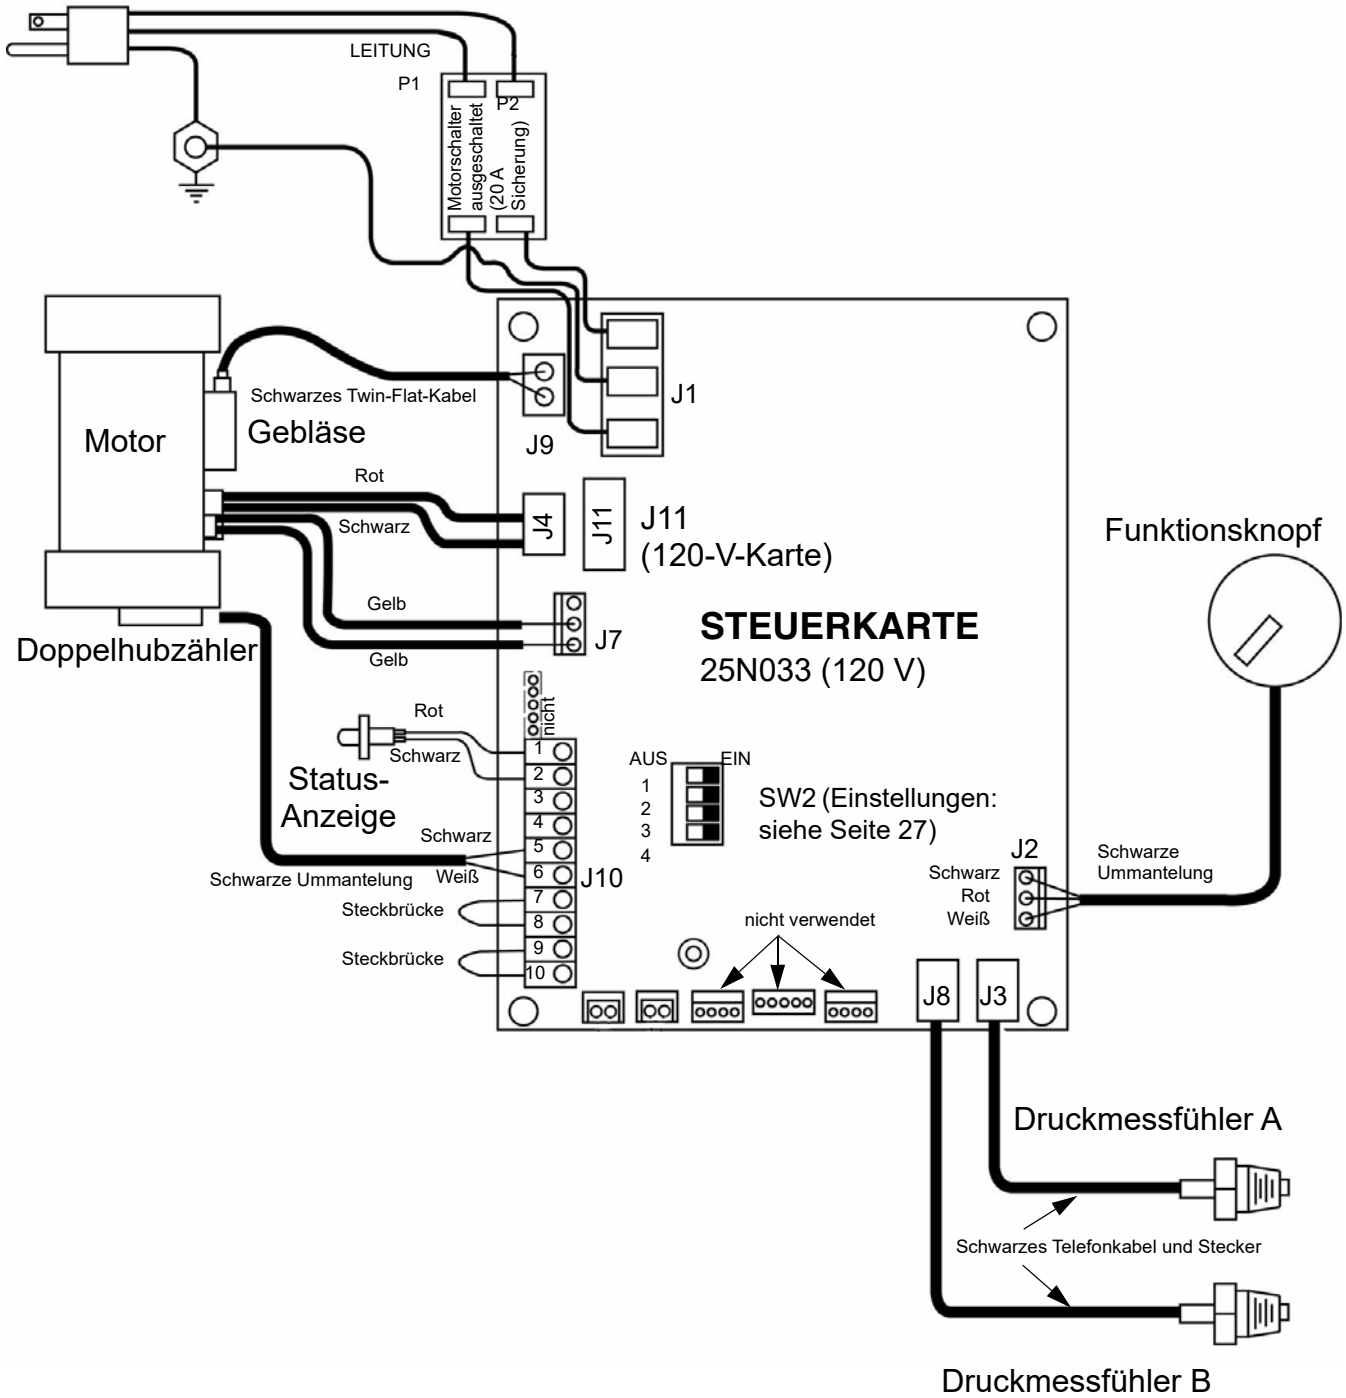 LEITUNG
P1
P2
Motorschalter
ausgeschaltet
(20 A
Sicherung)
Schwarzes Twin-Flat-Kabel
Gebläse
Motor
J9
J1
Rot
Schwarz
J4
J11
J11
(120-V-Karte)
Funktionsknopf
Gelb
Gelb
J7
STEUERKARTE
25N033 (120 V)
Doppelhubzähler
nicht
Rot
Schwarz
Status-
Anzeige
1
2
3
4
5
6
7
8
9
10
J10
AUS
EIN
1
2
3
4
SW2 (Einstellungen:
siehe Seite 27)
Schwarz
Weiß
Schwarze Ummantelung
Steckbrücke
Steckbrücke
J2
Schwarz
Rot
Weiß
Schwarze
Ummantelung
nicht verwendet
J8
J3
Druckmessfühler A
Schwarzes Telefonkabel und Stecker
Druckmessfühler B